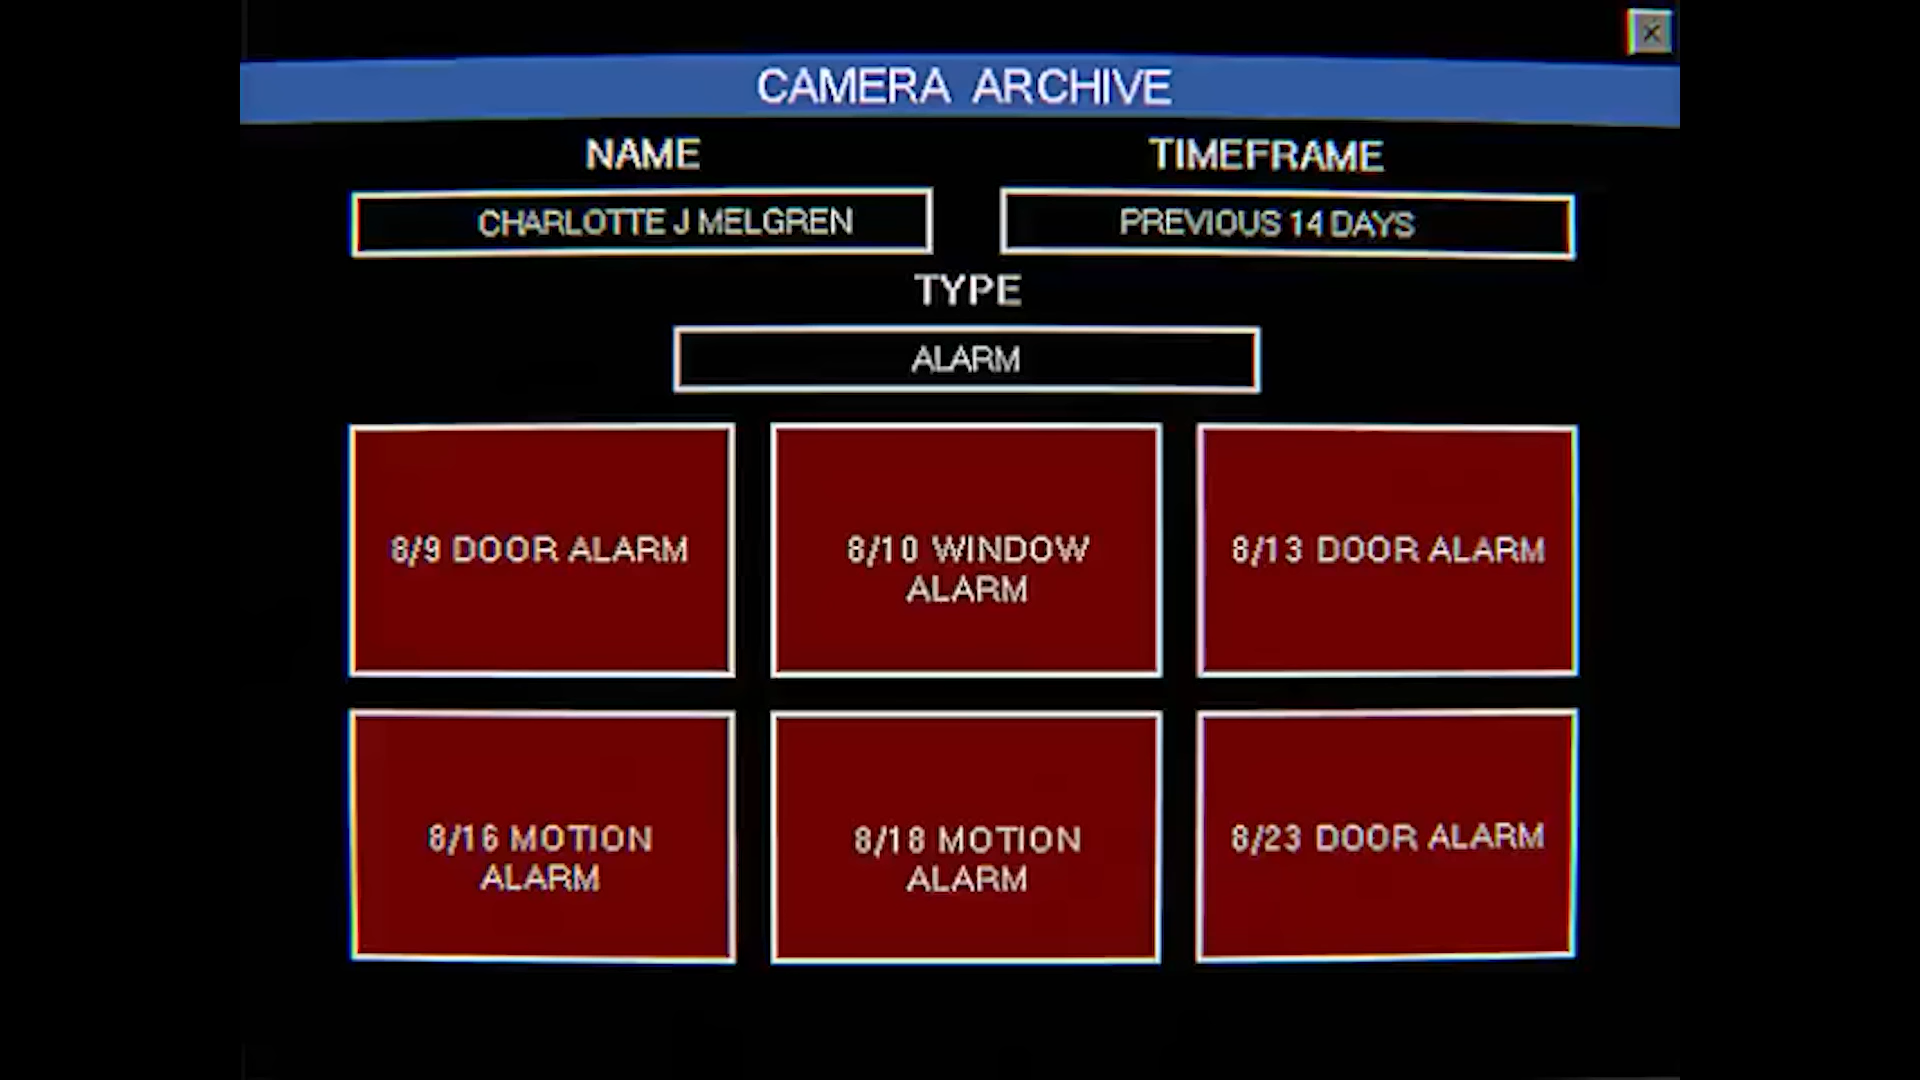 CAMERA ARCHIVE
NAME
TIMEFRAME
CHARLOTTE J MELGREN
PREVIOUS 14 DAYS
TYPE
ALARM
8/9 DOOR ALARM
8/10 WINDOW
ALARM
8/13 DOOR ALARM
8/16 MOTION
ALARM
8/18 MOTION
ALARM
8/23 DOOR ALARM